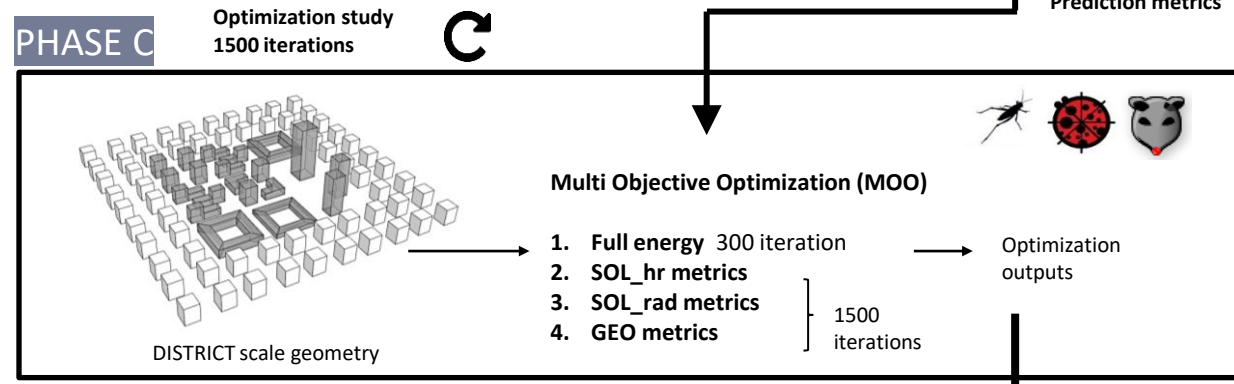 Prediction metrics
Optimization study
1500 iterations
PHASE C
Multi Objective Optimization (MOO)
1. Full energy 300 iteration
2. SOL_hr metrics
3. SOL_rad metrics
4. GEO metrics
1500
iterations
Optimization
outputs
DISTRICT scale geometry